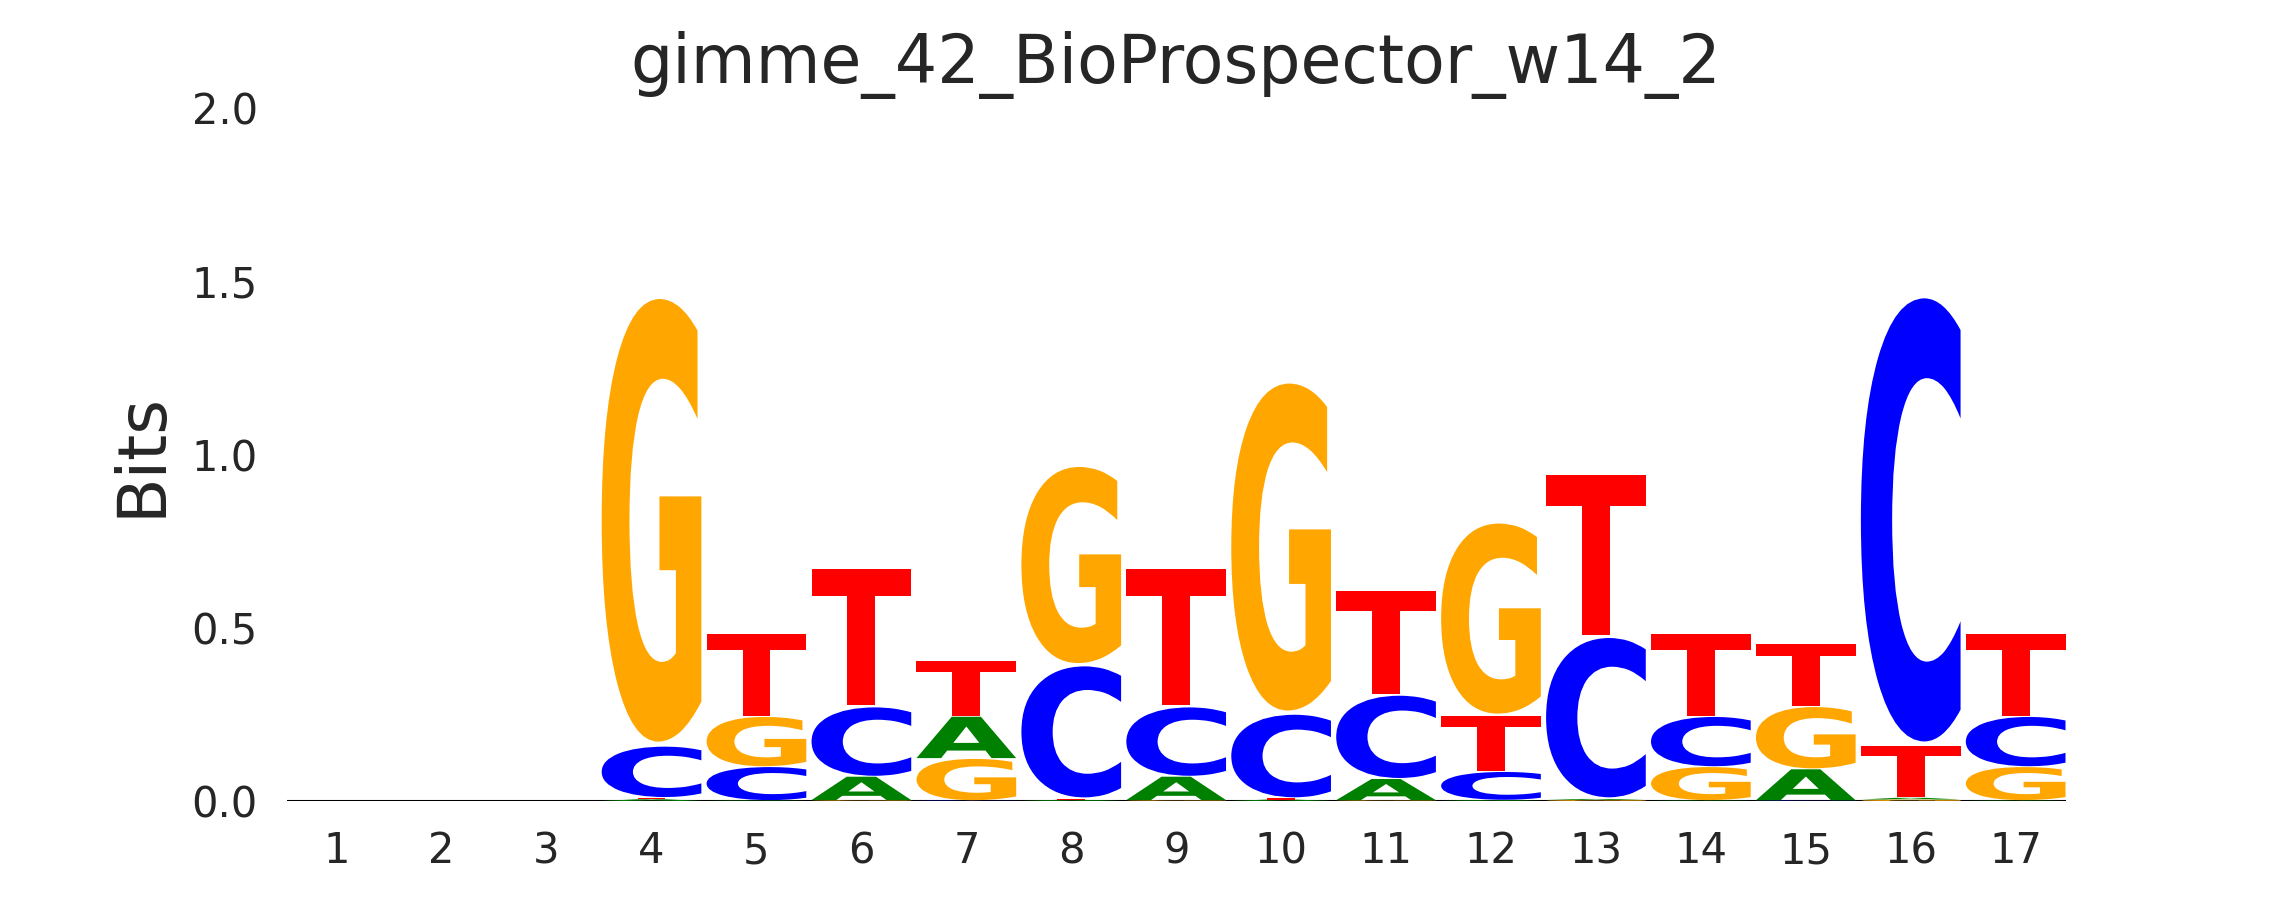 gimme_42_BioProspector_w14_2
2.0
1.5
1.0
0.5
0.0
Bits
G C
T G C
T C A
T A G
G C
T C A
G C
T C A
G T C
T C
T C G
T G A
C T
T C G
1 2 3 4 5 6 7 8 9 10 11 12 13 14 15 16 17